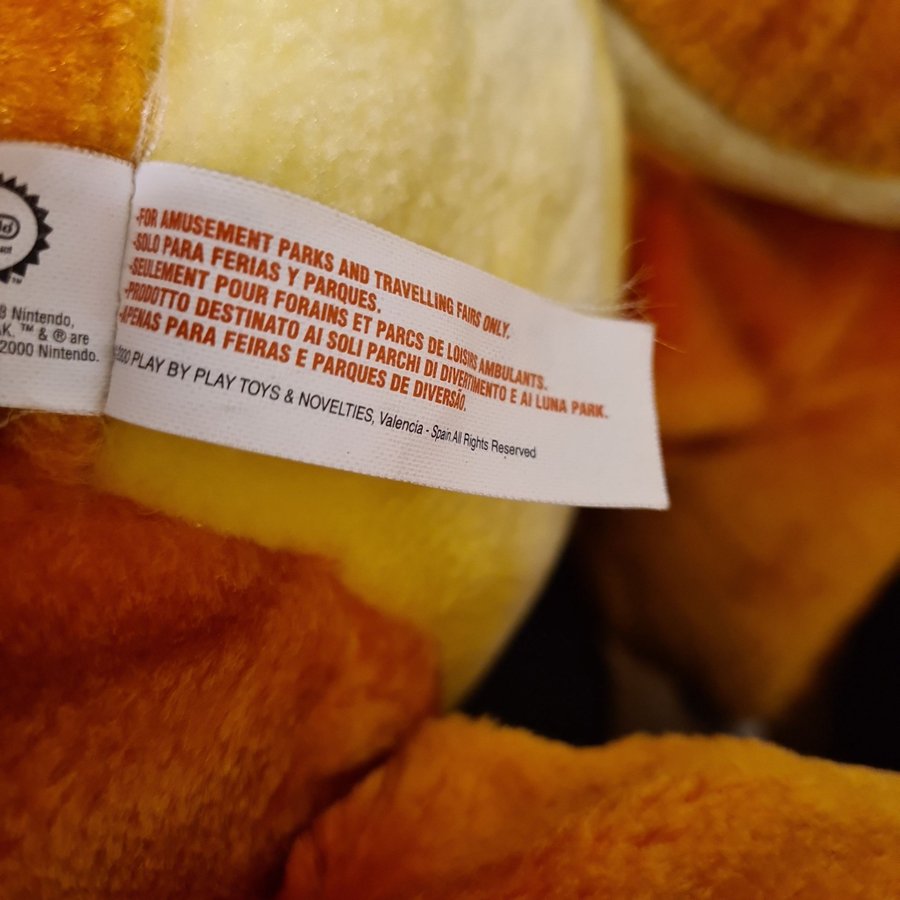 Nintendo,
™ & ® are
2000 Nintendo.
-FOR AMUSEMENT PARKS AND TRAVELLING FAIRS ONLY.
-SOLO PARA FERIAS Y PARQUES.
-SEULEMENT POUR FORAINS ET PARCS DE LOISIRS AMBULANTS.
-PRODOTTO DESTINATO AI SOLI PARCHI DI DIVERTIMENTO E AI LUNA PARK.
-APENAS PARA FEIRAS E PARQUES DE DIVERSÃO.
2000 PLAY BY PLAY TOYS & NOVELTIES, Valencia - Spain.All Rights Reserved